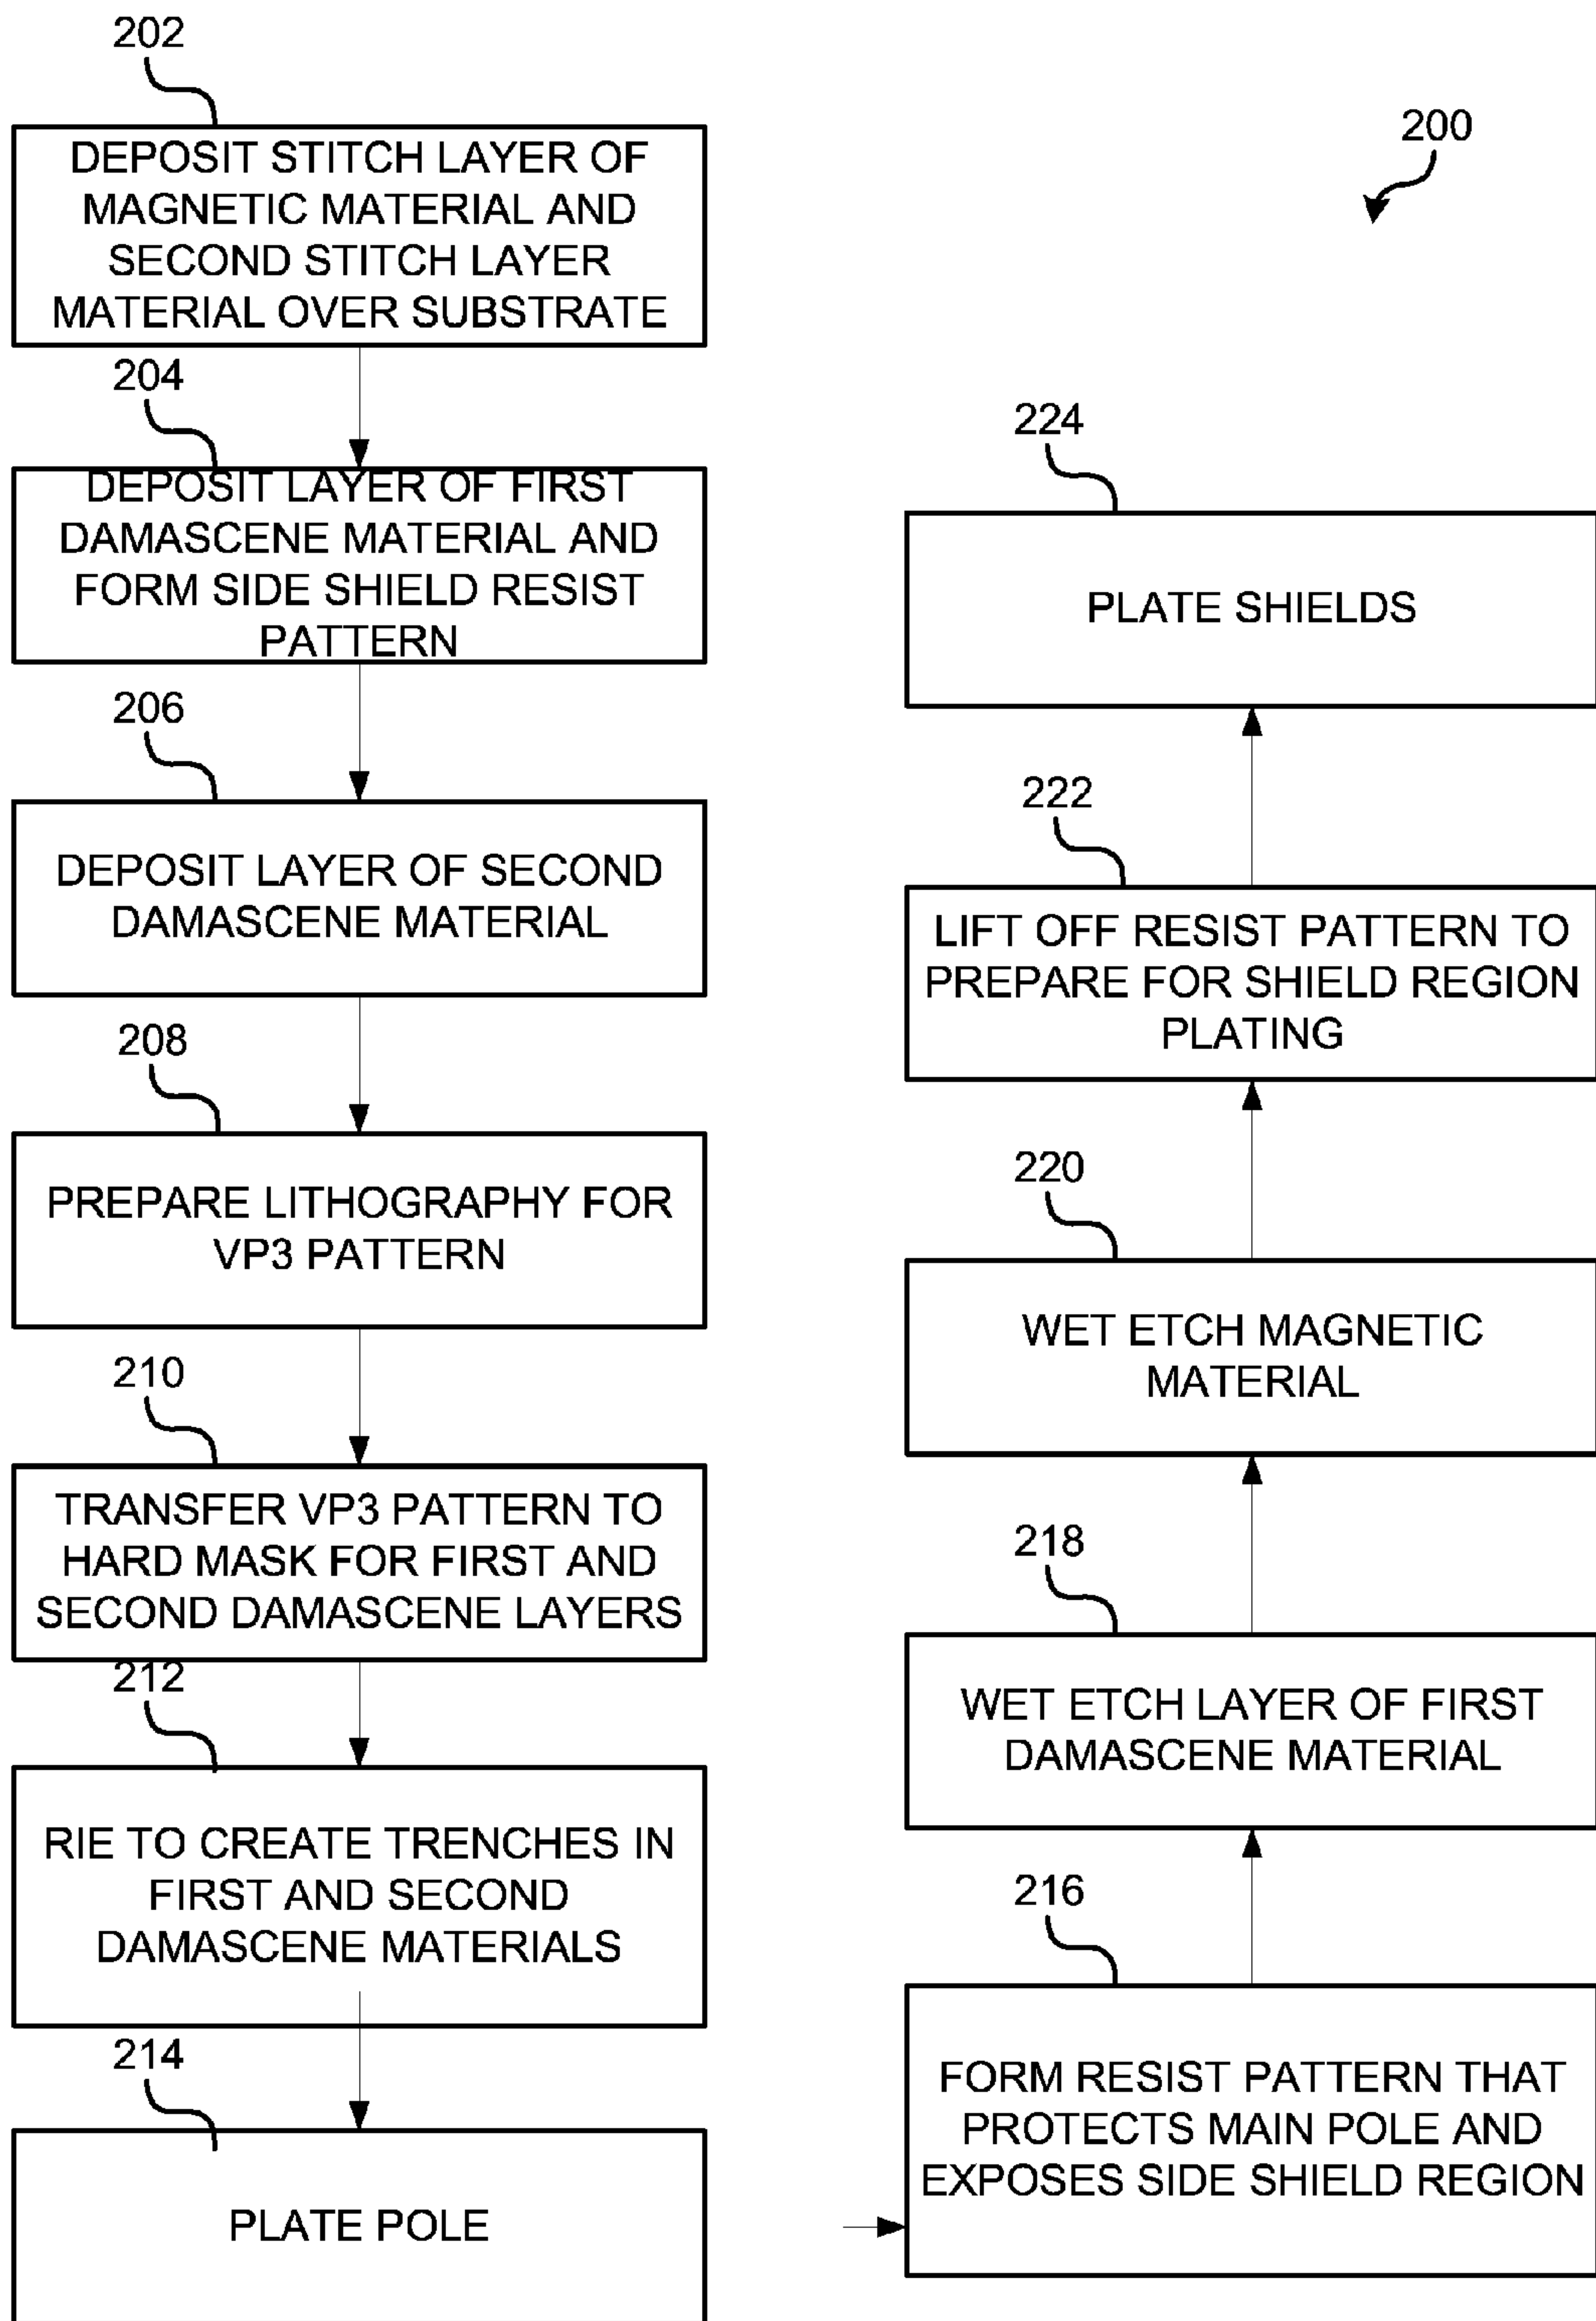 202
DEPOSIT STITCH LAYER OF
MAGNETIC MATERIAL AND
SECOND STITCH LAYER
MATERIAL OVER SUBSTRATE
204
DEPOSIT LAYER OF FIRST
DAMASCENE MATERIAL AND
FORM SIDE SHIELD RESIST
PATTERN
206
DEPOSIT LAYER OF SECOND
DAMASCENE MATERIAL
208
PREPARE LITHOGRAPHY FOR
VP3 PATTERN
210
TRANSFER VP3 PATTERN TO
HARD MASK FOR FIRST AND
SECOND DAMASCENE LAYERS
212
RIE TO CREATE TRENCHES IN
FIRST AND SECOND
DAMASCENE MATERIALS
214
PLATE POLE
200
224
PLATE SHIELDS
222
LIFT OFF RESIST PATTERN TO
PREPARE FOR SHIELD REGION
PLATING
220
WET ETCH MAGNETIC
MATERIAL
218
WET ETCH LAYER OF FIRST
DAMASCENE MATERIAL
216
FORM RESIST PATTERN THAT
PROTECTS MAIN POLE AND
EXPOSES SIDE SHIELD REGION